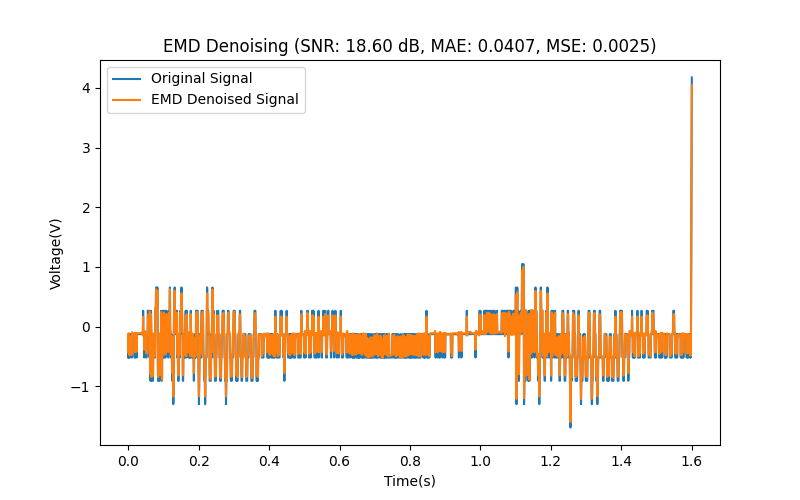 EMD Denoising (SNR: 18.60 dB, MAE: 0.0407, MSE: 0.0025)
Original Signal
EMD Denoised Signal
Voltage(V)
4
3
2
1
0
−1
0.0 0.2 0.4 0.6 0.8 1.0 1.2 1.4 1.6
Time(s)